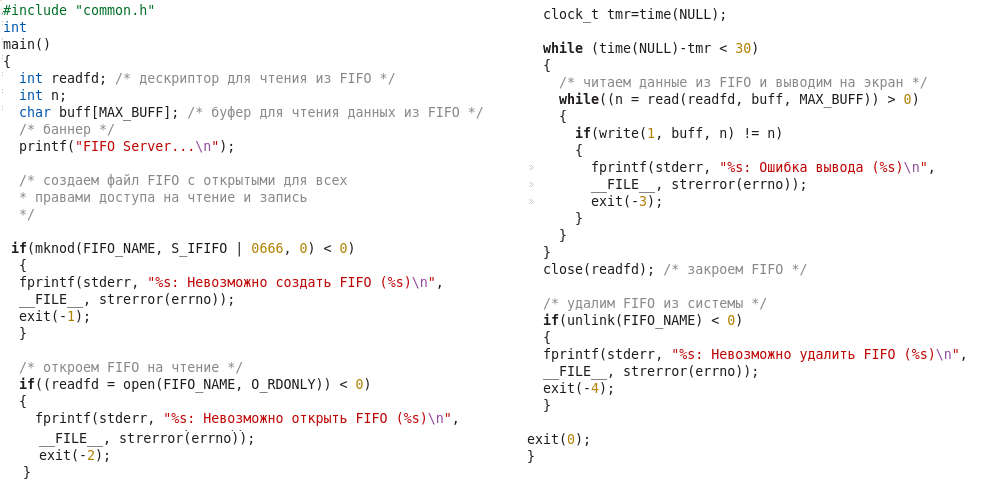 #include "common.h"
int
main()
{
int readfd; /* дескриптор для чтения из FIFO */
int n;
char buff[MAX_BUFF]; /* буфер для чтения данных из FIFO */
/* баннер */
printf("FIFO Server...\n");
/* создаем файл FIFO с открытыми для всех
* правами доступа на чтение и запись
*/
if(mknod(FIFO_NAME, S_IFIFO | 0666, 0) < 0)
{
fprintf(stderr, "%s: Невозможно создать FIFO (%s)\n",
__FILE__, strerror(errno));
exit(-1);
}
/* откроем FIFO на чтение */
if((readfd = open(FIFO_NAME, O_RDONLY)) < 0)
{
fprintf(stderr, "%s: Невозможно открыть FIFO (%s)\n",
__FILE__, strerror(errno));
exit(-2);
}
clock_t tmr=time(NULL);
while (time(NULL)-tmr < 30)
{
/* читаем данные из FIFO и выводим на экран */
while((n = read(readfd, buff, MAX_BUFF)) > 0)
{
if(write(1, buff, n) != n)
{
fprintf(stderr, "%s: Ошибка вывода (%s)\n",
__FILE__, strerror(errno));
exit(-3);
}
}
}
close(readfd); /* закроем FIFO */
/* удалим FIFO из системы */
if(unlink(FIFO_NAME) < 0)
{
fprintf(stderr, "%s: Невозможно удалить FIFO (%s)\n",
__FILE__, strerror(errno));
exit(-4);
}
exit(0);
}